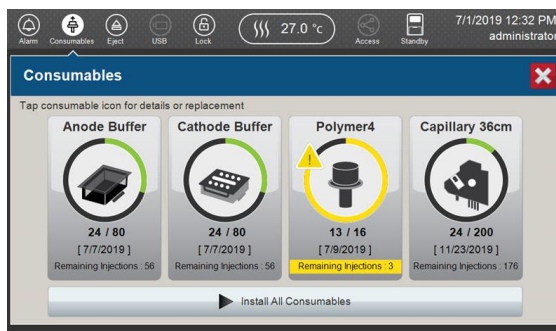 7/1/2019 12:32 PM
27.0 °c
administrator
Alarm Consumables Eject USB Lock Access Standby
Consumables
Tap consumable icon for details or replacement
Anode Buffer Cathode Buffer Polymer4 Capillary 36cm
24 / 80 24 / 80 13 / 16 24 / 200
[ 7/7/2019 ] [ 7/7/2019 ] [ 7/9/2019 ] [ 11/23/2019 ]
Remaining Injections : 56 Remaining Injections : 56 Remaining Injections : 3 Remaining Injections : 176
Install All Consumables